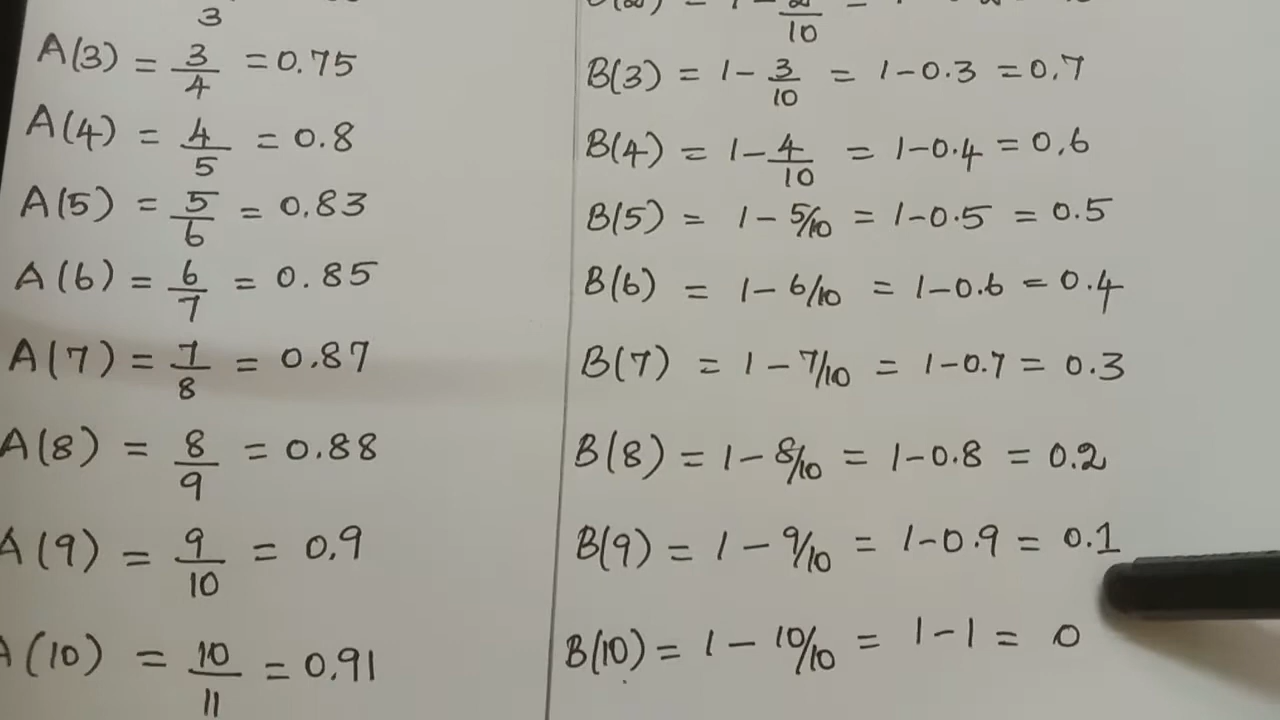 3
A(3) = 3/4 = 0.75
A(4) = 4/5 = 0.8
A(5) = 5/6 = 0.83
A(6) = 6/7 = 0.85
A(7) = 7/8 = 0.87
A(8) = 8/9 = 0.88
A(9) = 9/10 = 0.9
A(10) = 10/11 = 0.91
10
B(3) = 1 - 3/10 = 1-0.3 = 0.7
B(4) = 1 - 4/10 = 1-0.4 = 0.6
B(5) = 1 - 5/10 = 1-0.5 = 0.5
B(6) = 1 - 6/10 = 1-0.6 = 0.4
B(7) = 1 - 7/10 = 1-0.7 = 0.3
B(8) = 1 - 8/10 = 1-0.8 = 0.2
B(9) = 1 - 9/10 = 1-0.9 = 0.1
B(10) = 1 - 10/10 = 1-1 = 0